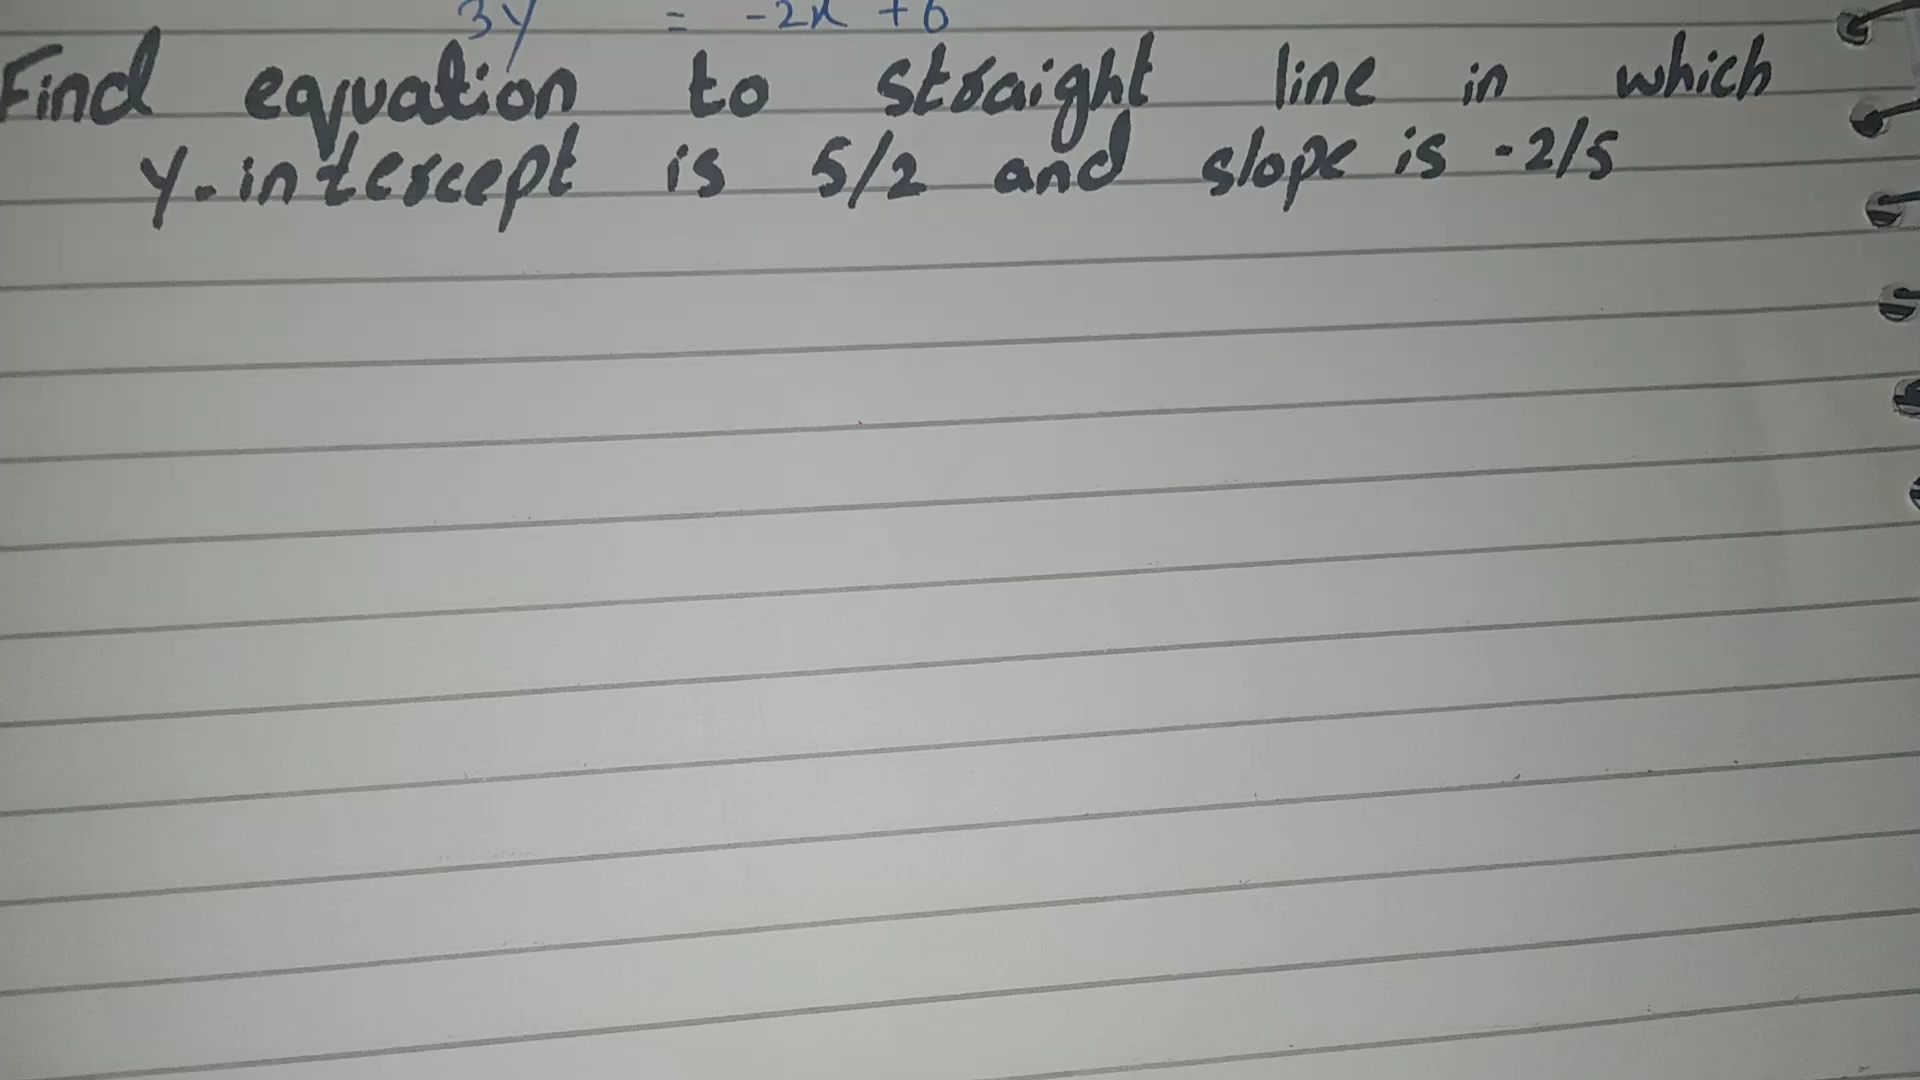 3y = -2x + 6
Find equation to straight line in which
y-intercept is 5/2 and slope is -2/5